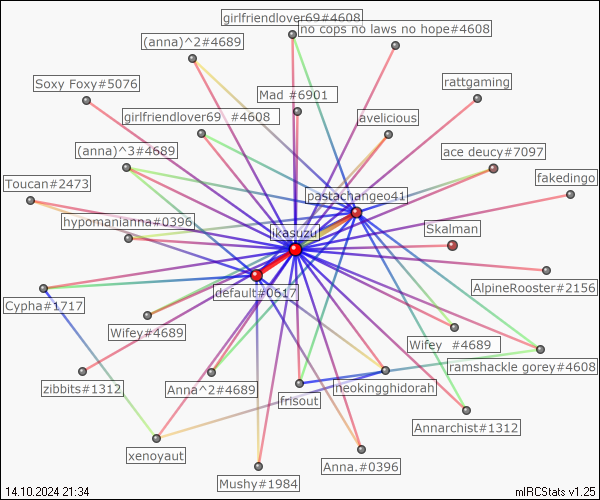 girlfriendlover69#4608
no cops no laws no hope#4608
(anna)^2#4689
Soxy Foxy#5076
rattgaming
Mad #6901
girlfriendlover69 #4608
avelicious
(anna)^3#4689
ace deucy#7097
Toucan#2473
fakedingo
pastachangeo41
hypomanianna#0396
ikasuzu
Skalman
AlpineRooster#2156
default#0617
Cypha#1717
Wifey#4689
Wifey #4689
ramshackle gorey#4608
zibbits#1312
Anna^2#4689
neokingghidorah
frisout
Annarchist#1312
xenoyaut
Anna.#0396
Mushy#1984
14.10.2024 21:34
mIRCStats v1.25